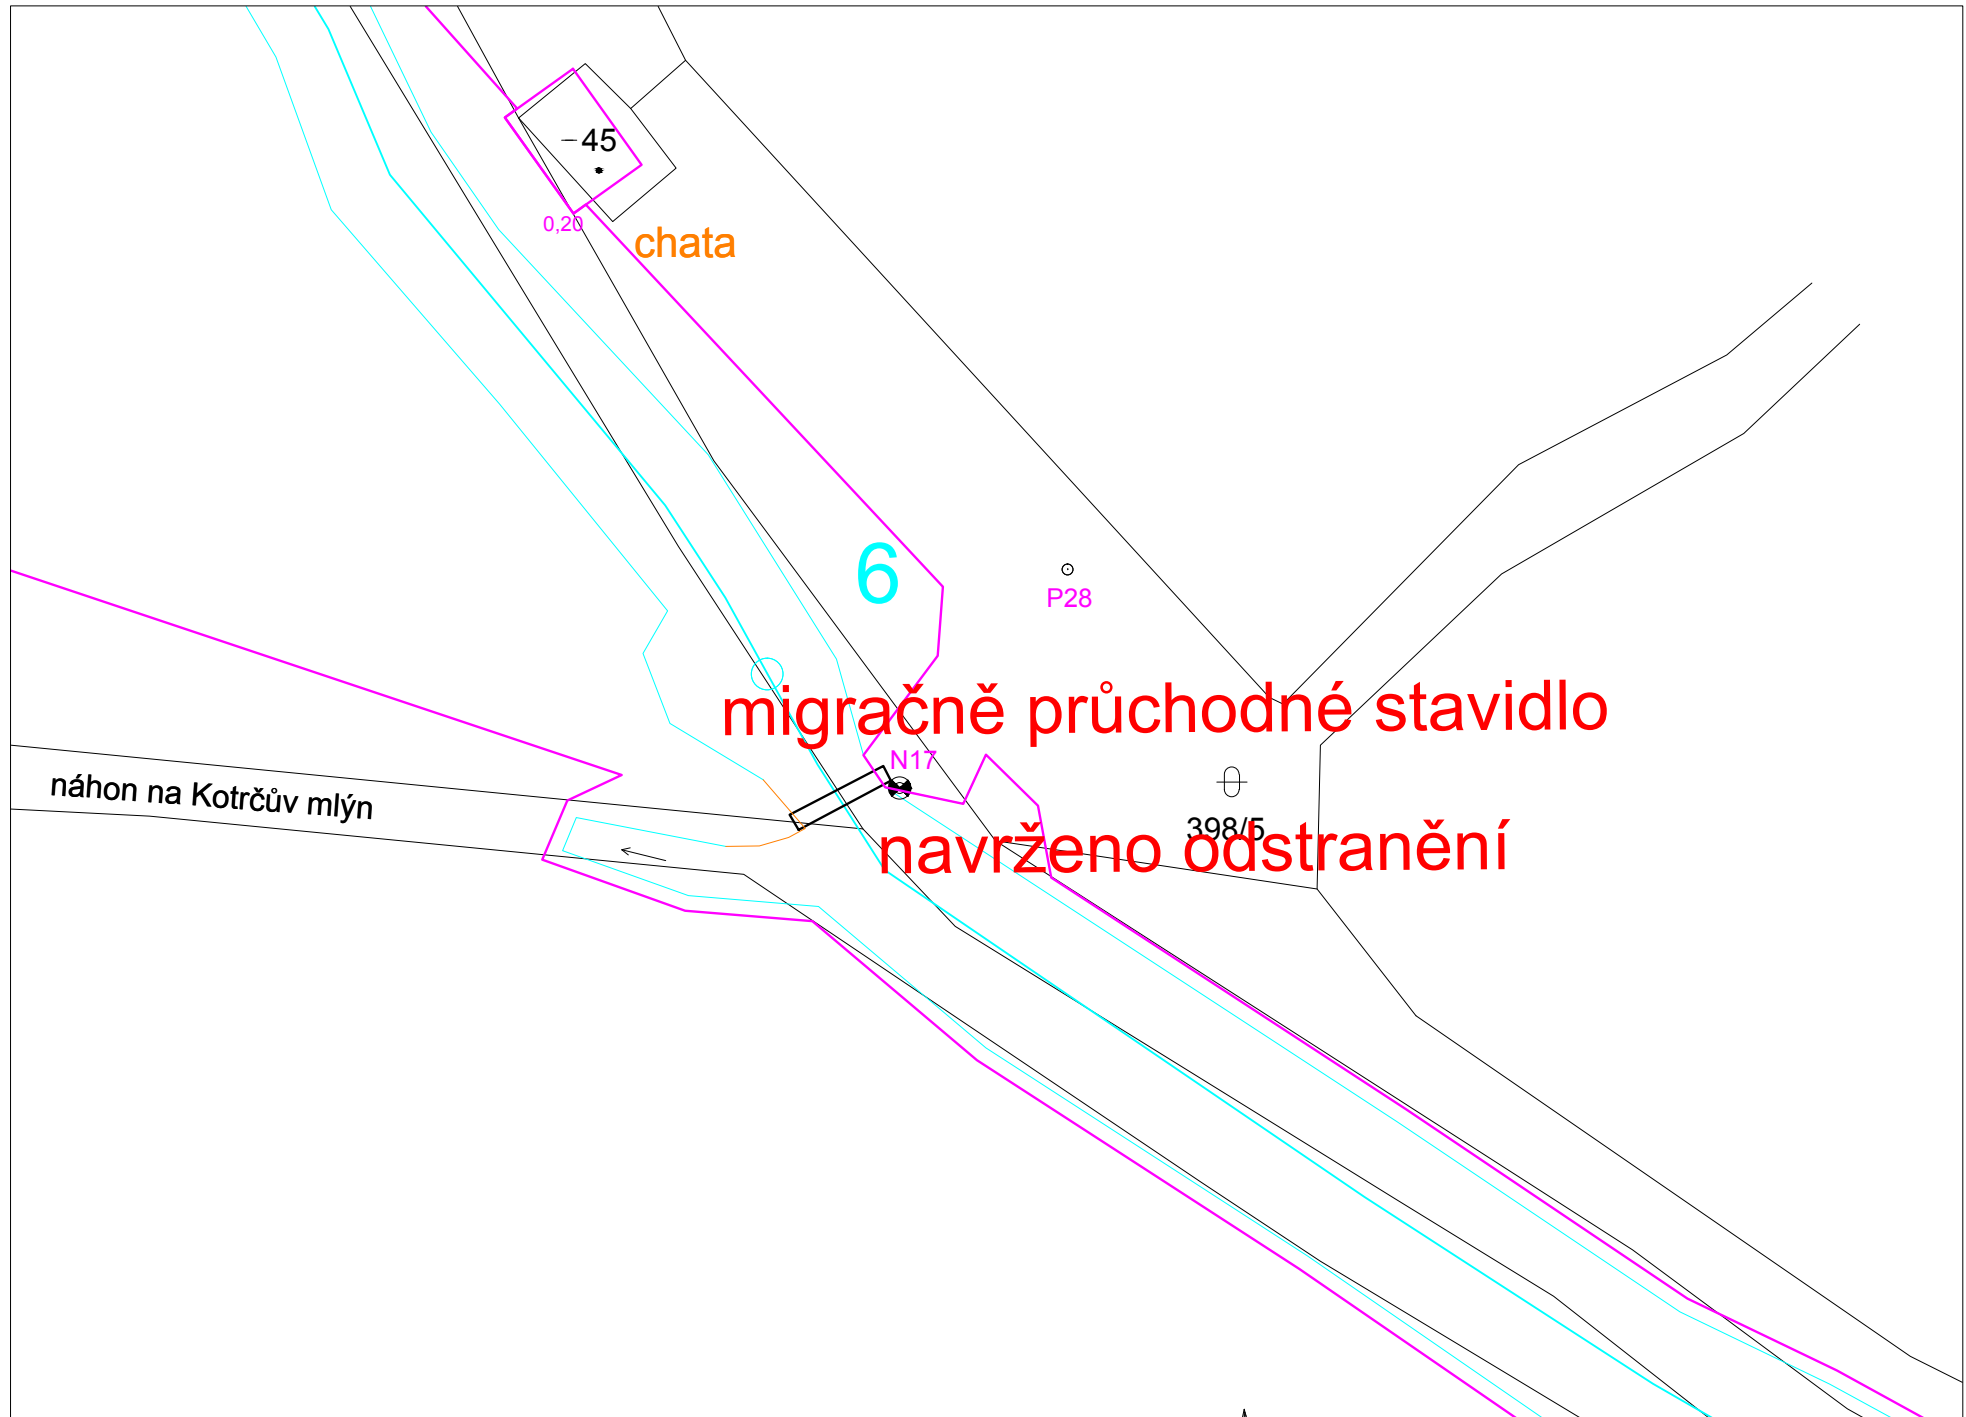 45
0,20
chata
6
P28
migračně průchodné stavidlo
N17
náhon na Kotrčův mlýn
398/5
navrženo odstranění